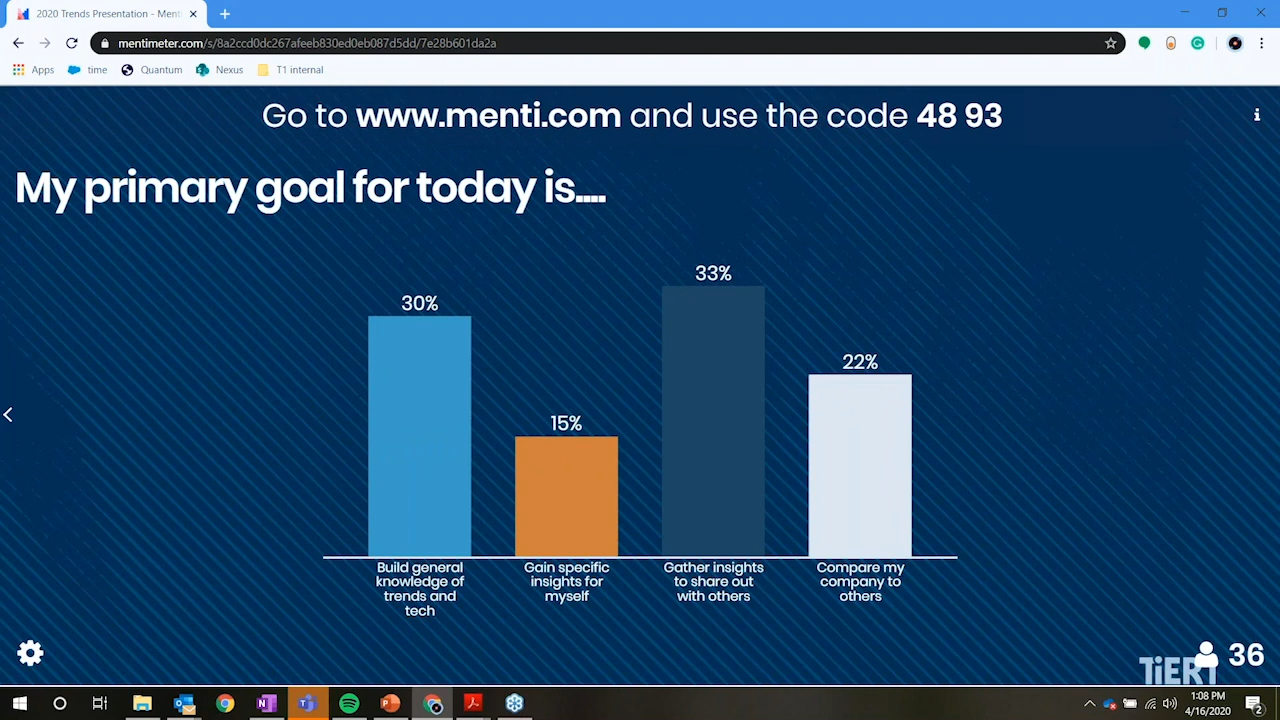 2020 Trends Presentation - Ment
mentimeter.com/s/8a2ccd0dc267afeeb830ed0eb087d5dd/7e28b601da2a
Apps time Quantum Nexus T1 internal
Go to www.menti.com and use the code 48 93
My primary goal for today is....
33%
30%
22%
15%
Build general
knowledge of
trends and
tech
Gain specific
insights for
myself
Gather insights
to share out
with others
Compare my
company to
others
36
TiER1
1:08 PM
4/16/2020
2